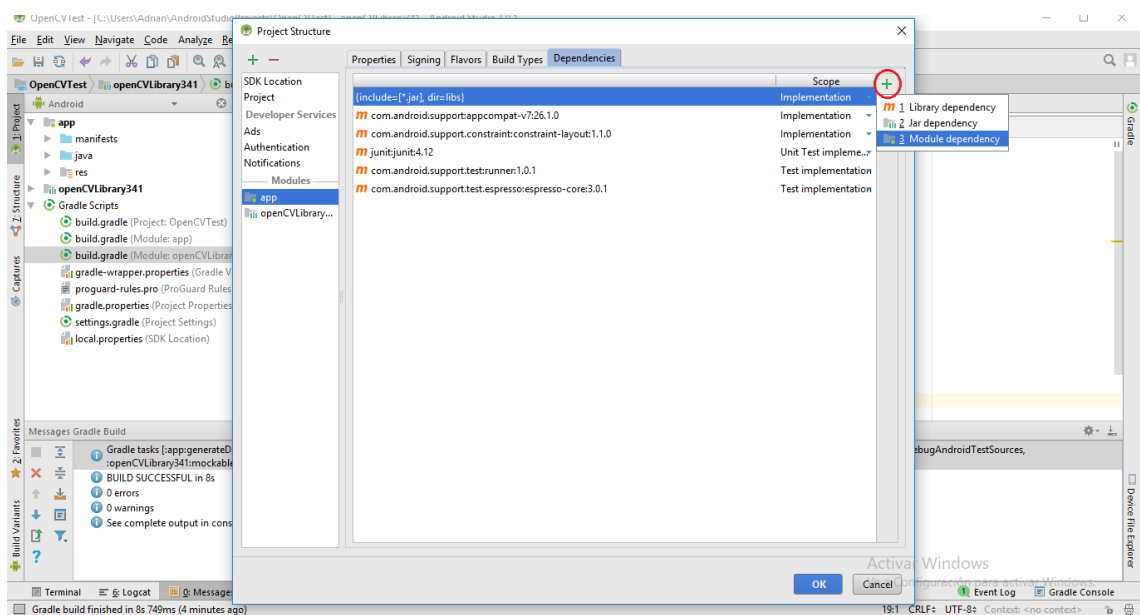 OpenCVTest - [C:\Users\Adrian\AndroidStudio
Project Structure
File Edit View Navigate Code Analyze Re
OpenCVTest openCVLibrary341
Properties Signing Flavors Build Types Dependencies
SDK Location
Project
Developer Services
Ads
Authentication
Notifications
Modules
app
openCVLibrary...
Scope
{include=[*.jar], dir=libs} Implementation
m com.android.support:appcompat-v7:26.1.0 Implementation
m com.android.support.constraint:constraint-layout:1.1.0 Implementation
m junit:junit:4.12 Unit Test impleme...
m com.android.support.test:runner:1.0.1 Test implementation
m com.android.support.test.espresso:espresso-core:3.0.1 Test implementation
m 1 Library dependency
2 Jar dependency
3 Module dependency
Android
app
manifests
java
res
openCVLibrary341
Gradle Scripts
build.gradle (Project: OpenCVTest)
build.gradle (Module: app)
build.gradle (Module: openCVLibrar
gradle-wrapper.properties (Gradle V
proguard-rules.pro (ProGuard Rules
gradle.properties (Project Properties
settings.gradle (Project Settings)
local.properties (SDK Location)
1: Project
7: Structure
Captures
2: Favorites
Build Variants
Gradle
Device File Explorer
Messages Gradle Build
Gradle tasks [:app:generateD
:openCVLibrary341:mockable
ebugAndroidTestSources,
BUILD SUCCESSFUL in 8s
0 errors
0 warnings
See complete output in cons
OK Cancel
Activar Windows
para activar Windows.
Terminal 6: Logcat 0: Messages
1 Event Log Gradle Console
Gradle build finished in 8s 749ms (4 minutes ago)
19:1 CRLF UTF-8 Context: <no context>